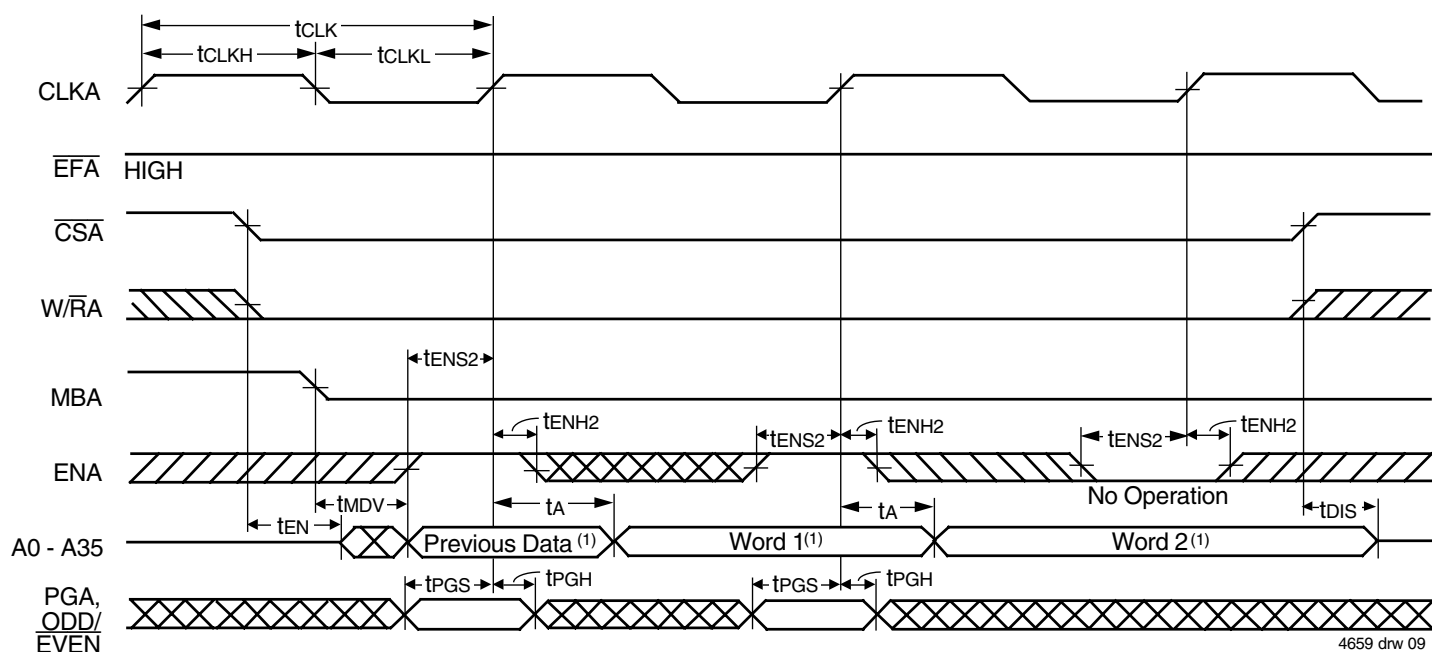 tCLK
tCLKH
tCLKL
CLKA
EFA
HIGH
CSA
W/RA
tENS2
MBA
tENH2
tENS2
tENH2
tENS2
tENH2
ENA
No Operation
tMDV
tA
tA
tEN
tDIS
A0 - A35
Previous Data (1)
Word 1(1)
Word 2(1)
tPGS
tPGH
tPGS
tPGH
PGA,
ODD/
EVEN
4659 drw 09